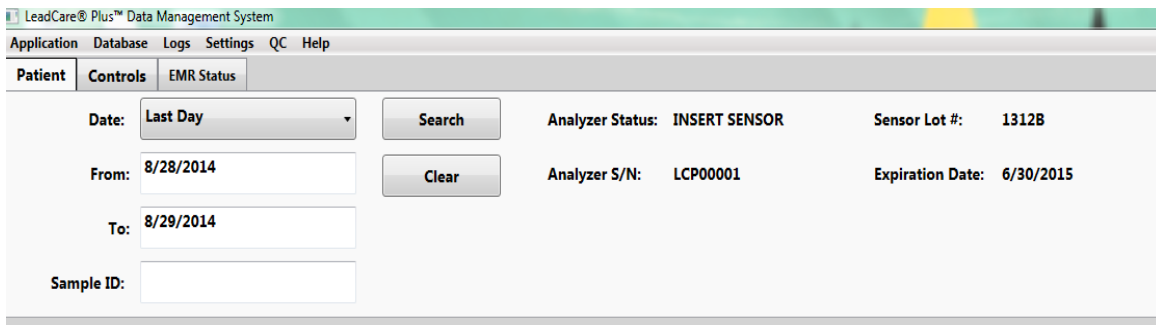 LeadCare® Plus™ Data Management System
Application Database Logs Settings QC Help
Patient Controls EMR Status
Date: Last Day Search Analyzer Status: INSERT SENSOR Sensor Lot #: 1312B
From: 8/28/2014 Clear Analyzer S/N: LCP00001 Expiration Date: 6/30/2015
To: 8/29/2014
Sample ID: